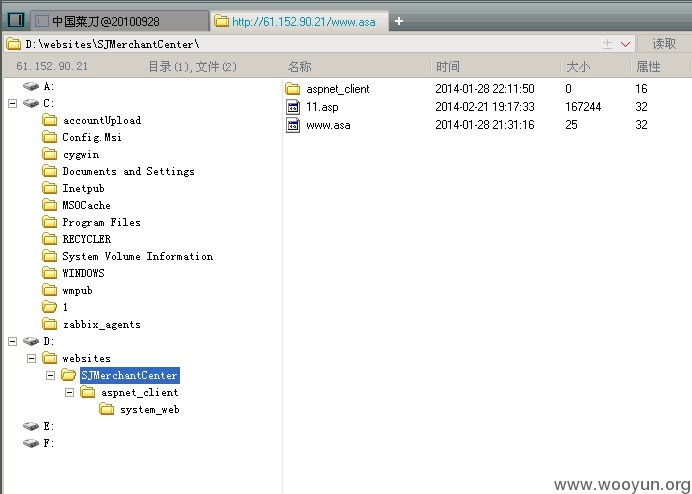 中国菜刀@20100928 http://61.152.90.21/www.asa +
D:\websites\SJMerchantCenter\ 读取
61.152.90.21 目录(1),文件(2) 名称 时间 大小 属性
A:
C:
accountUpload
Config.Msi
cygwin
Documents and Settings
Inetpub
MSOCache
Program Files
RECYCLER
System Volume Information
WINDOWS
wmpub
1
zabbix_agents
D:
websites
SJMerchantCenter
aspnet_client
system_web
E:
F:
aspnet_client 2014-01-28 22:11:50 0 16
11.asp 2014-02-21 19:17:33 167244 32
www.asa 2014-01-28 21:31:16 25 32
www.wooyun.org